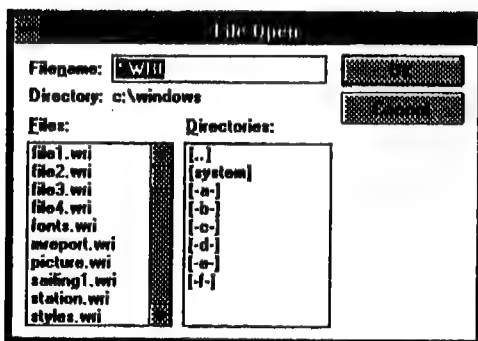 File Open
Filename: *.WRI
OK
Directory: c:\windows
Cancel
Files:
Directories:
file1.wri
file2.wri
file3.wri
file4.wri
fonts.wri
mreport.wri
picture.wri
sailing1.wri
station.wri
styles.wri
[..]
[system]
[-a-]
[-b-]
[-c-]
[-d-]
[-e-]
[-f-]